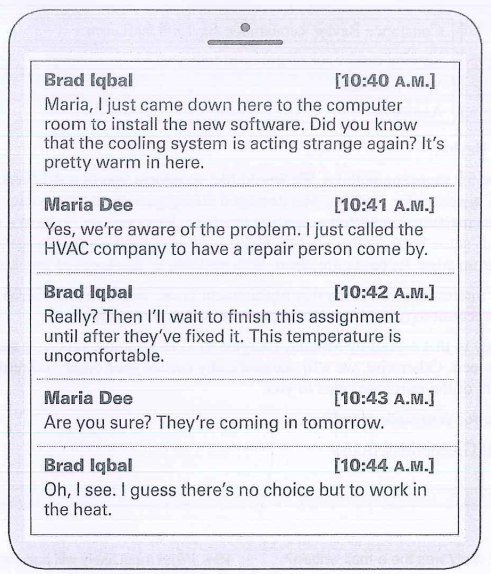 Brad Iqbal [10:40 A.M.]
Maria, I just came down here to the computer
room to install the new software. Did you know
that the cooling system is acting strange again? It's
pretty warm in here.
Maria Dee [10:41 A.M.]
Yes, we're aware of the problem. I just called the
HVAC company to have a repair person come by.
Brad Iqbal [10:42 A.M.]
Really? Then I'll wait to finish this assignment
until after they've fixed it. This temperature is
uncomfortable.
Maria Dee [10:43 A.M.]
Are you sure? They're coming in tomorrow.
Brad Iqbal [10:44 A.M.]
Oh, I see. I guess there's no choice but to work in
the heat.